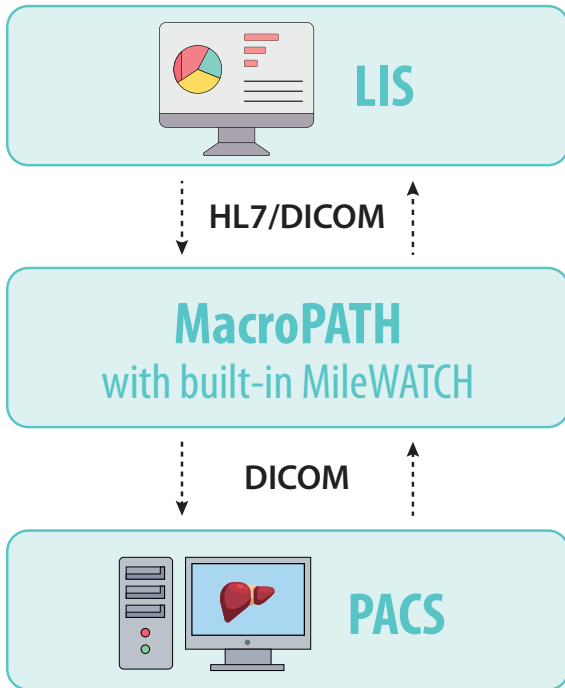 LIS
HL7/DICOM
MacroPATH
with built-in MileWATCH
DICOM
PACS